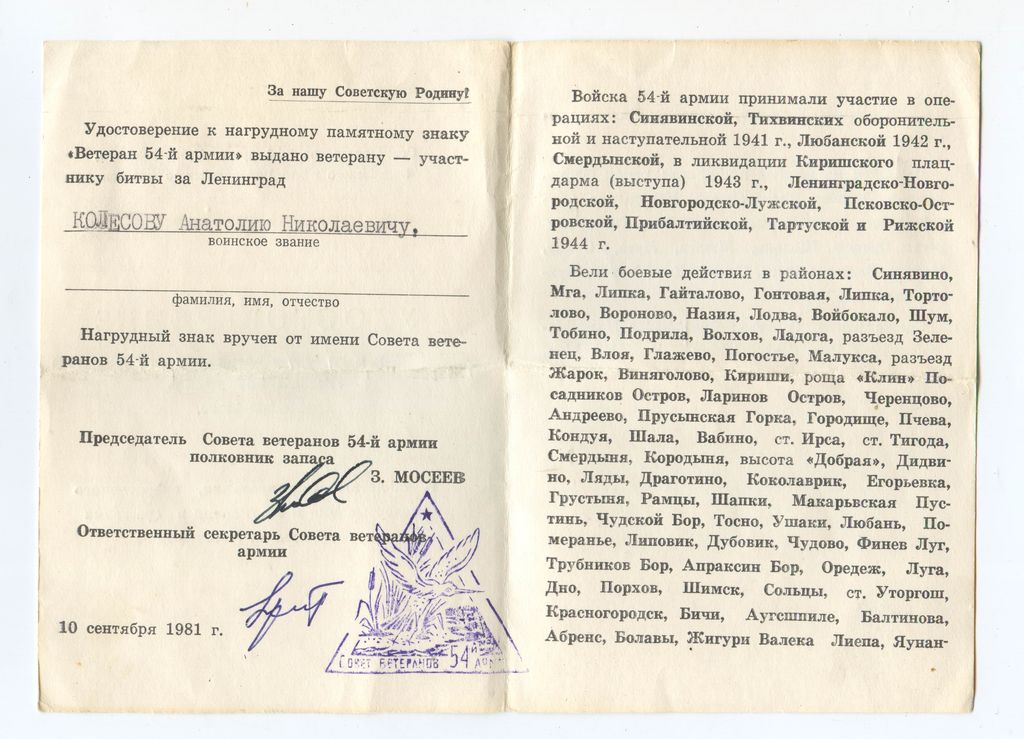 За нашу Советскую Родину!
Удостоверение к нагрудному памятному знаку
«Ветеран 54-й армии» выдано ветерану — участ-
нику битвы за Ленинград
КОЛЕСОВУ Анатолию Николаевичу,
воинское звание
фамилия, имя, отчество
Нагрудный знак вручен от имени Совета вете-
ранов 54-й армии.
Председатель Совета ветеранов 54-й армии
полковник запаса
З. МОСЕЕВ
Ответственный секретарь Совета ветеранов
армии
10 сентября 1981 г.
СОВЕТ ВЕТЕРАНОВ 54й
Войска 54-й армии принимали участие в опе-
рациях: Синявинской, Тихвинских оборонитель-
ной и наступательной 1941 г., Любанской 1942 г.,
Смердынской, в ликвидации Киришского плац-
дарма (выступа) 1943 г., Ленинградско-Новго-
родской, Новгородско-Лужской, Псковско-Ост-
ровской, Прибалтийской, Тартуской и Рижской
1944 г.
Вели боевые действия в районах: Синявино,
Мга, Липка, Гайталово, Гонтовая, Липка, Торто-
лово, Вороново, Назия, Лодва, Войбокало, Шум,
Тобино, Подрила, Волхов, Ладога, разъезд Зеле-
нец, Влоя, Глажево, Погостье, Малукса, разъезд
Жарок, Виняголово, Кириши, роща «Клин» По-
садников Остров, Ларинов Остров, Черенцово,
Андреево, Прусынская Горка, Городище, Пчева,
Кондуя, Шала, Вабино, ст. Ирса, ст. Тигода,
Смердыня, Кородыня, высота «Добрая», Дидви-
но, Ляды, Драготино, Коколаврик, Егорьевка,
Грустыня, Рамцы, Шапки, Макарьвская Пус-
тинь, Чудской Бор, Тосно, Ушаки, Любань, По-
меранье, Липовик, Дубовик, Чудово, Финев Луг,
Трубников Бор, Апраксин Бор, Оредеж, Луга,
Дно, Порхов, Шимск, Сольцы, ст. Уторгош,
Красногородск, Бичи, Аугсшпиле, Балтинова,
Абренс, Болавы, Жигури Валека Лиепа, Яунан-